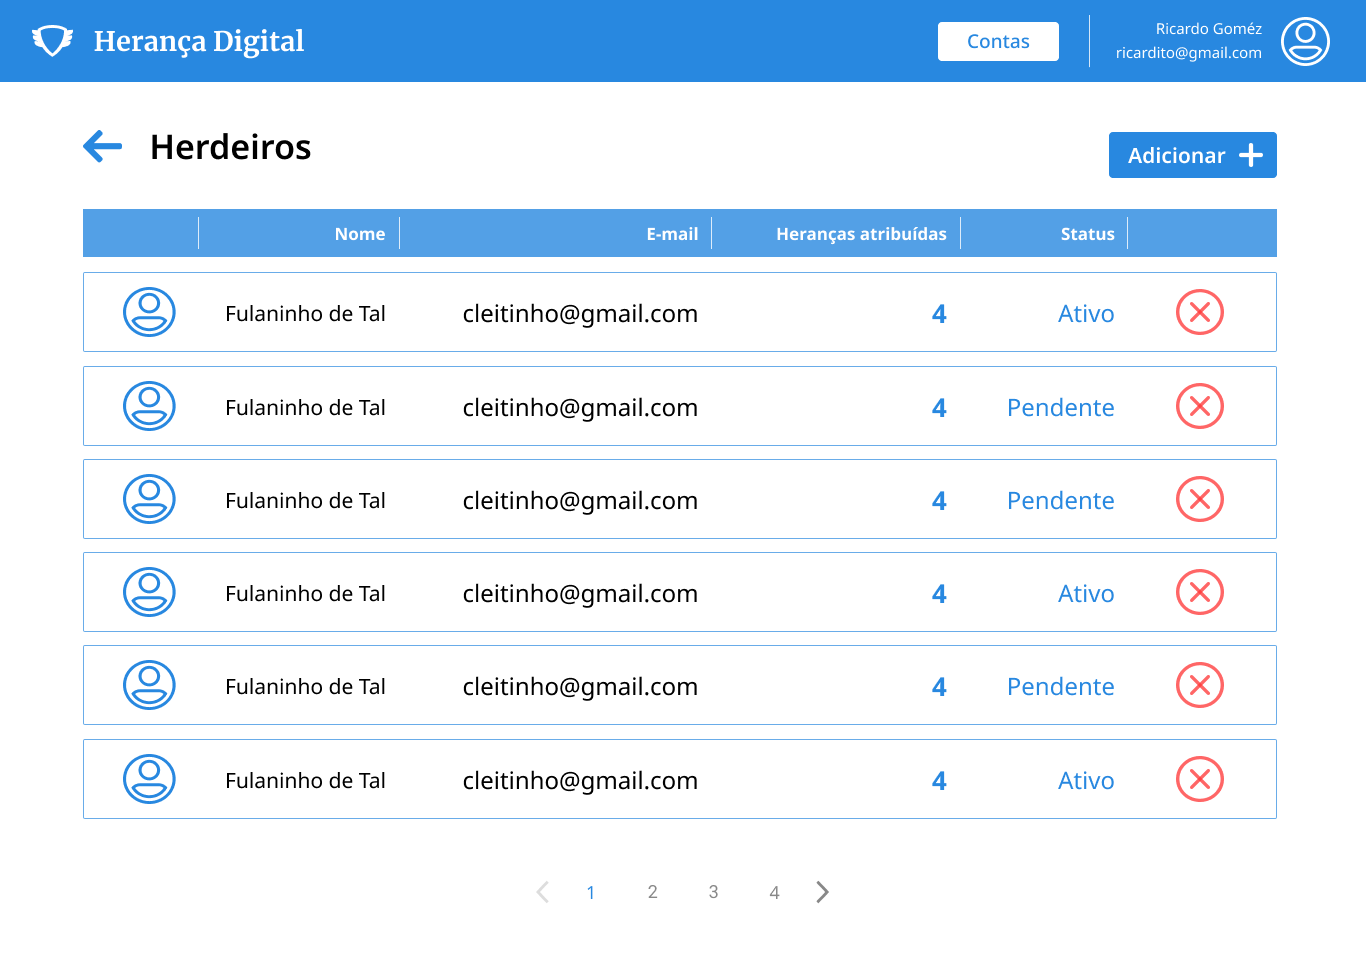 Herança Digital
Contas
Ricardo Goméz
ricardito@gmail.com
Herdeiros
Adicionar
Nome E-mail Heranças atribuídas Status
Fulaninho de Tal cleitinho@gmail.com 4 Ativo
Fulaninho de Tal cleitinho@gmail.com 4 Pendente
Fulaninho de Tal cleitinho@gmail.com 4 Pendente
Fulaninho de Tal cleitinho@gmail.com 4 Ativo
Fulaninho de Tal cleitinho@gmail.com 4 Pendente
Fulaninho de Tal cleitinho@gmail.com 4 Ativo
1 2 3 4